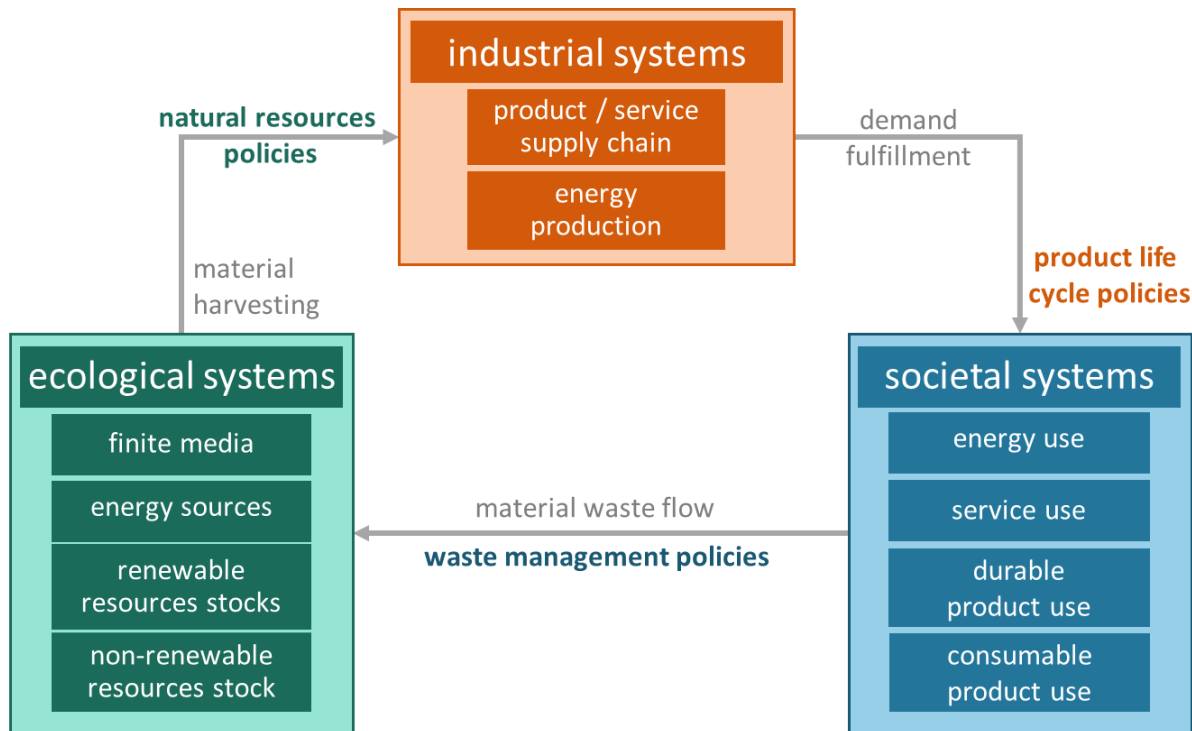 industrial systems
product / service
supply chain
energy
production
natural resources
policies
demand
fulfillment
material
harvesting
product life
cycle policies
ecological systems
finite media
energy sources
renewable
resources stocks
non-renewable
resources stock
material waste flow
waste management policies
societal systems
energy use
service use
durable
product use
consumable
product use